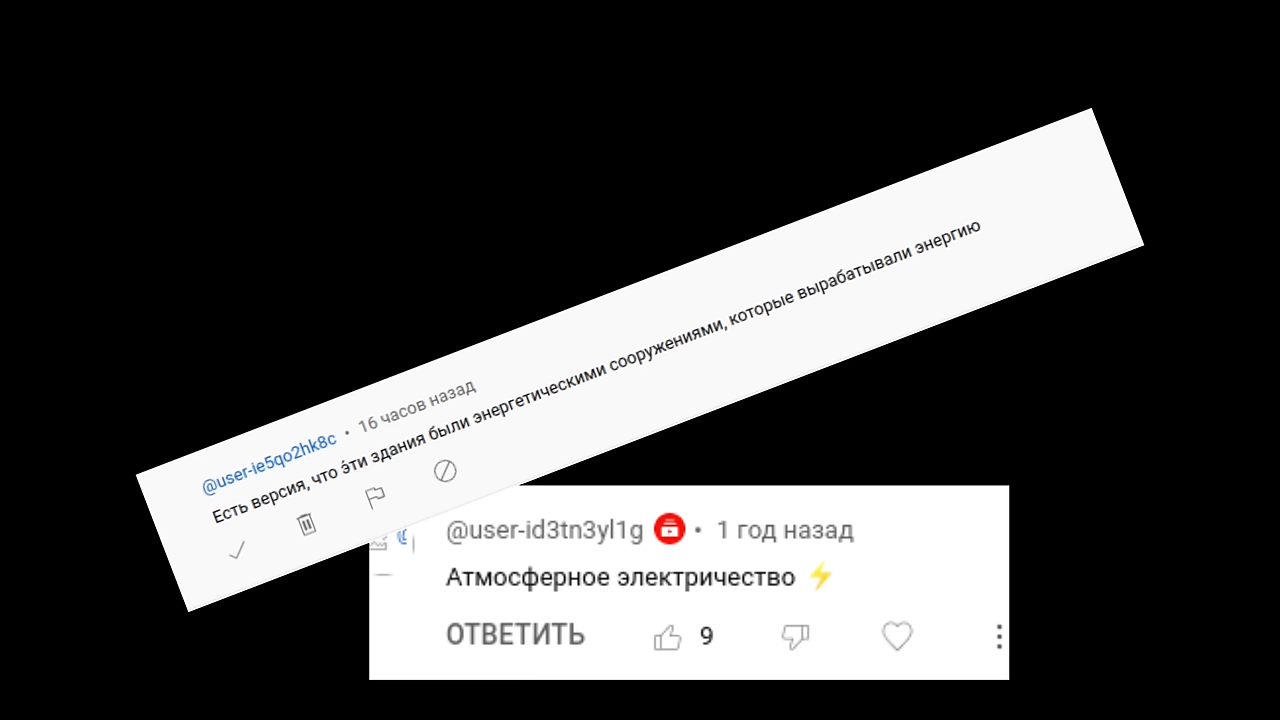 @user-ie5qo2hk8c • 16 часов назад
Есть версия, что э́ти здания были энергетическими сооружениями, которые вырабатывали энергию
@user-id3tn3yl1g • 1 год назад
Атмосферное электричество ⚡
ОТВЕТИТЬ 9